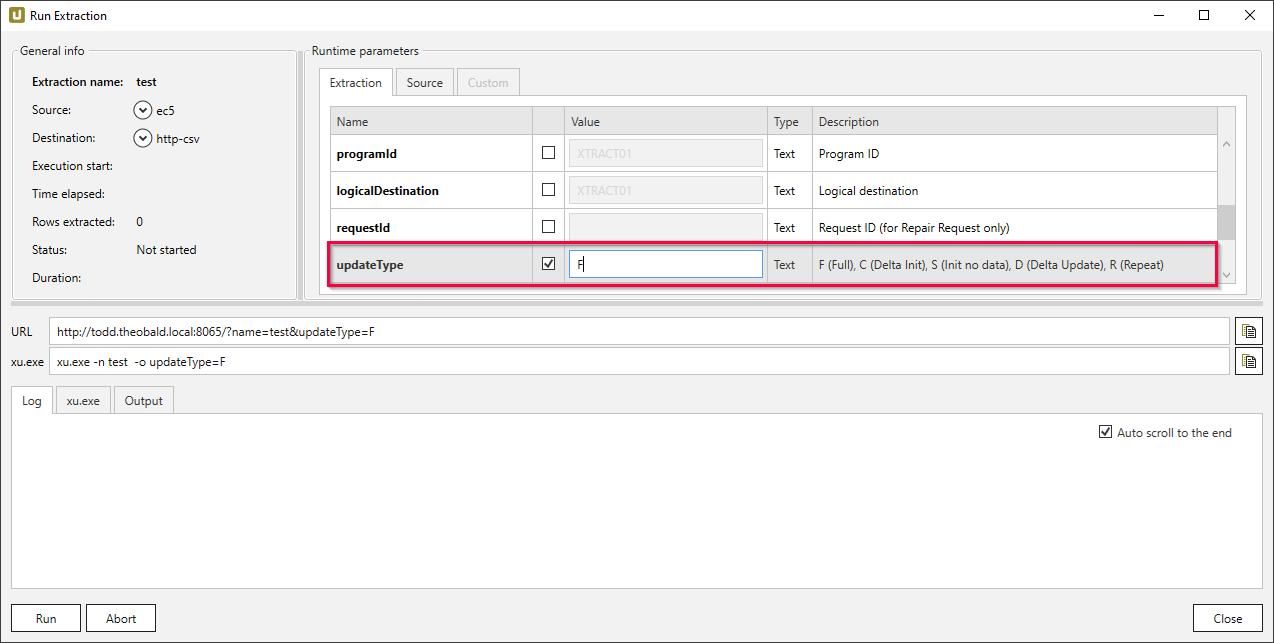 Run Extraction
General info
Extraction name: test
Source: ec5
Destination: http-csv
Execution start:
Time elapsed:
Rows extracted: 0
Status: Not started
Duration:
Runtime parameters
Extraction Source Custom
Name Value Type Description
programId XTRACT01 Text Program ID
logicalDestination XTRACT01 Text Logical destination
requestId Text Request ID (for Repair Request only)
updateType F Text F (Full), C (Delta Init), S (Init no data), D (Delta Update), R (Repeat)
URL http://todd.theobald.local:8065/?name=test&updateType=F
xu.exe xu.exe -n test -o updateType=F
Log xu.exe Output
Auto scroll to the end
Run Abort Close